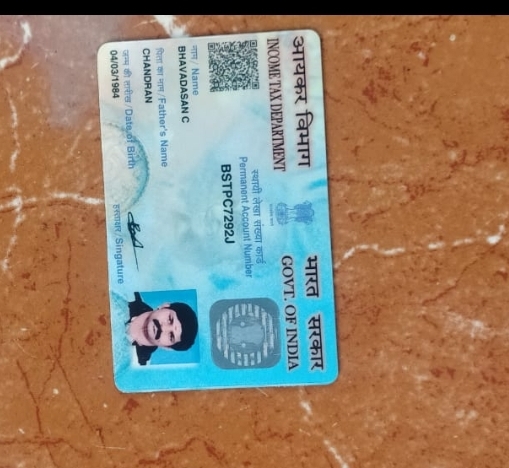 आयकर विभाग
INCOME TAX DEPARTMENT
भारत सरकार
GOVT. OF INDIA
स्थायी लेखा संख्या कार्ड
Permanent Account Number
BSTPC7292J
नाम / Name
BHAVADASAN C
पिता का नाम / Father's Name
CHANDRAN
जन्म की तारीख / Date of Birth
04/03/1984
हस्ताक्षर / Singature